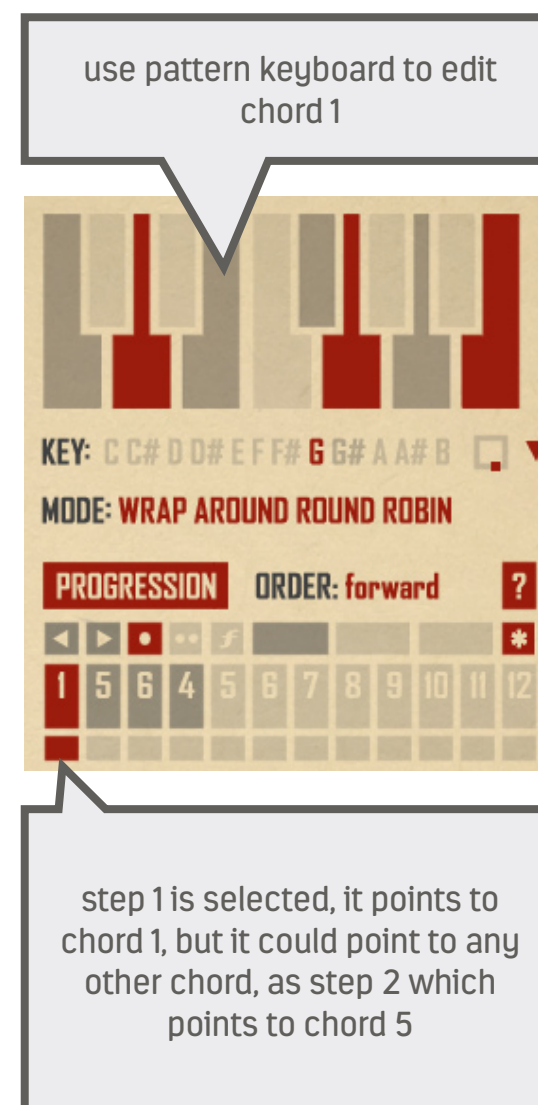 use pattern keyboard to edit
chord 1
KEY: C C# D D# E F F# G G# A A# B
MODE: WRAP AROUND ROUND ROBIN
PROGRESSION ORDER: forward ?
f *
1 5 6 4 5 6 7 8 9 10 11 12
step 1 is selected, it points to
chord 1, but it could point to any
other chord, as step 2 which
points to chord 5